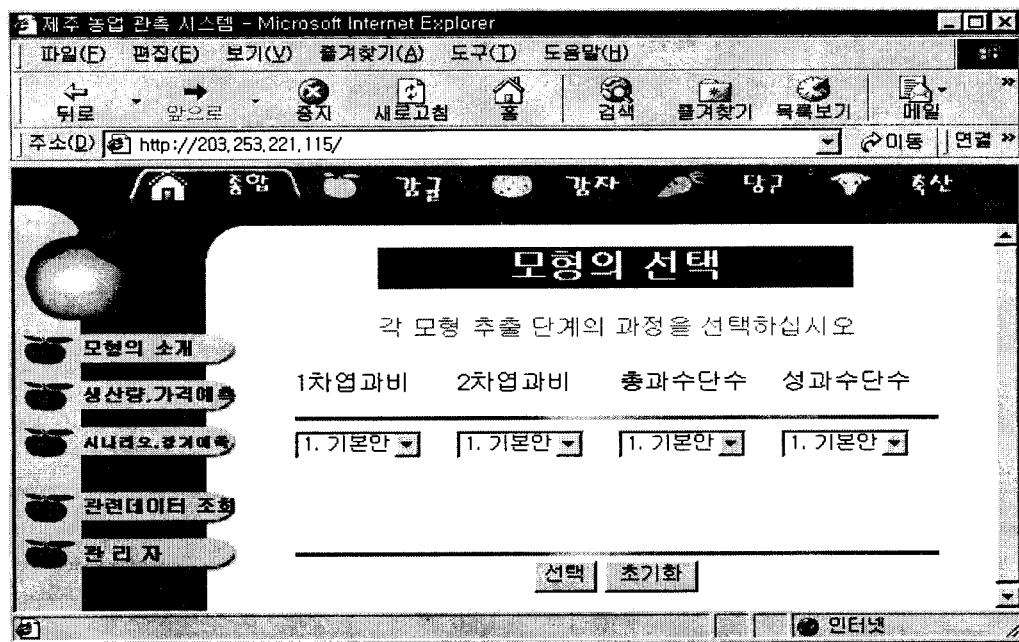 제주 농업 관측 시스템 - Microsoft Internet Explorer
파일(F) 편집(E) 보기(V) 즐겨찾기(A) 도구(T) 도움말(H)
뒤로 앞으로 중지 새로고침 홈 검색 즐겨찾기 목록보기 메일 »
주소(D) http://203,253,221,115/ 이동 연결 »
종합 감귤 감자 당근 축산
모형의 선택
각 모형 추출 단계의 과정을 선택하십시오
모형의 소개
1차엽과비 2차엽과비 총과수단수 성과수단수
생산량,가격예측
시나리오,장기예측
1. 기본안 1. 기본안 1. 기본안 1. 기본안
관련데이터 조회
관리자
선택 초기화
인터넷